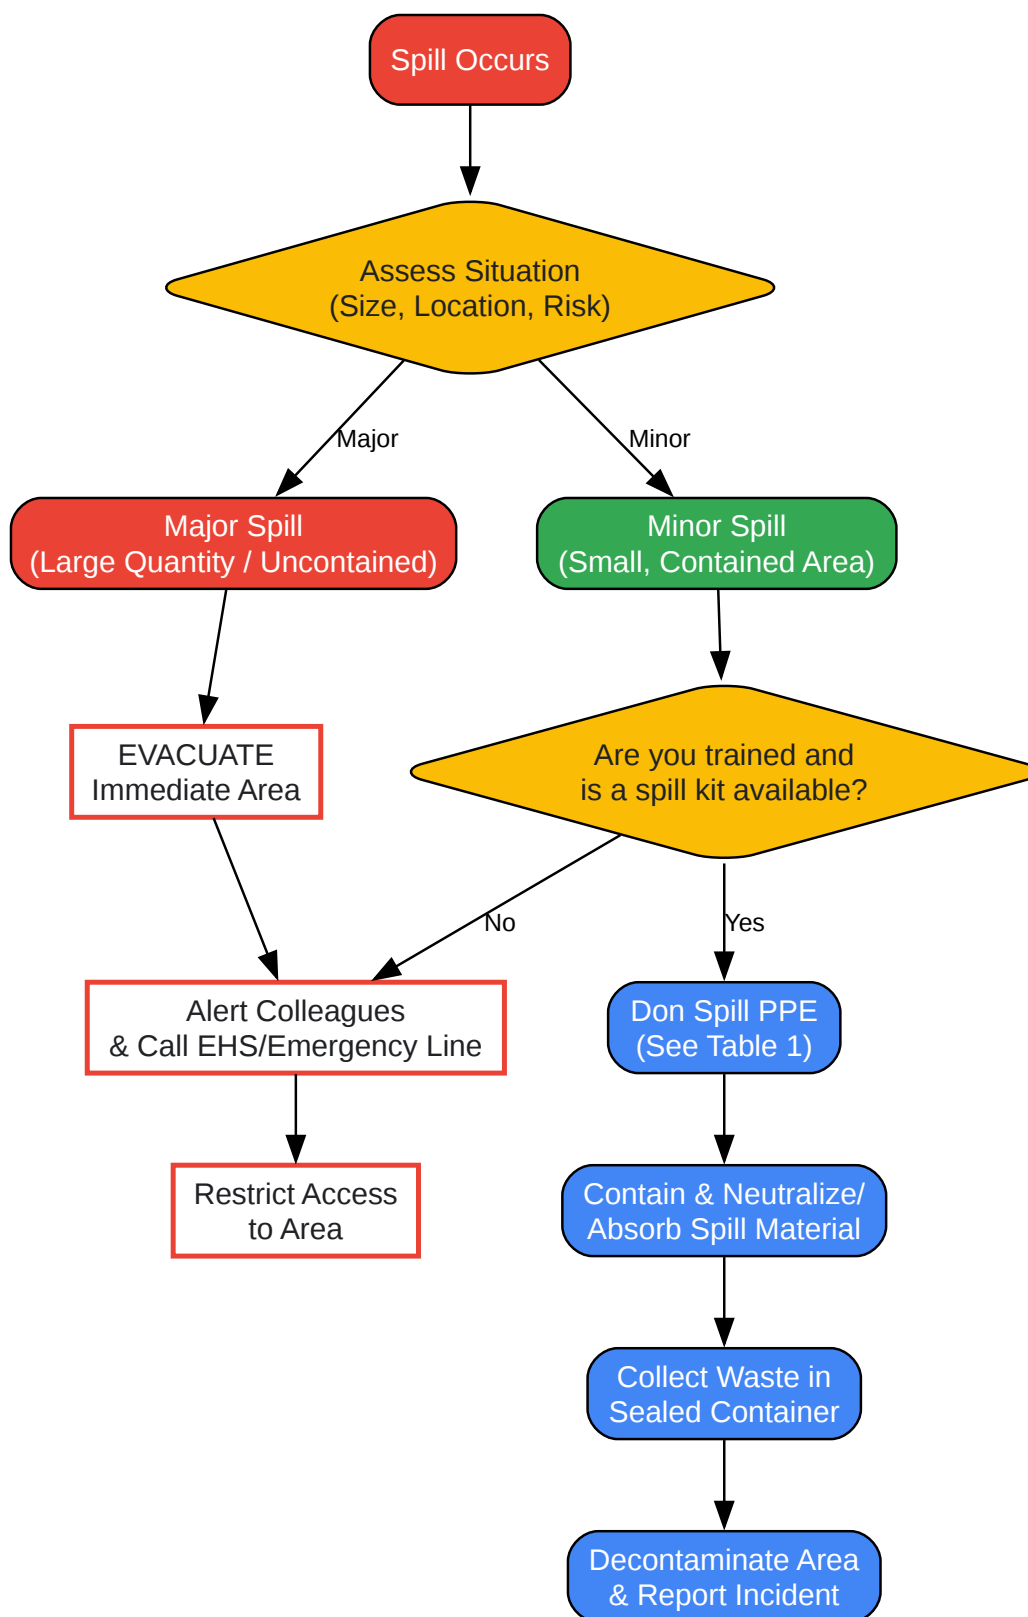 Spill Occurs
Assess Situation
(Size, Location, Risk)
Major
Minor
Major Spill
(Large Quantity / Uncontained)
Minor Spill
(Small, Contained Area)
EVACUATE
Immediate Area
Are you trained and
is a spill kit available?
No
Yes
Alert Colleagues
& Call EHS/Emergency Line
Don Spill PPE
(See Table 1)
Restrict Access
to Area
Contain & Neutralize/
Absorb Spill Material
Collect Waste in
Sealed Container
Decontaminate Area
& Report Incident